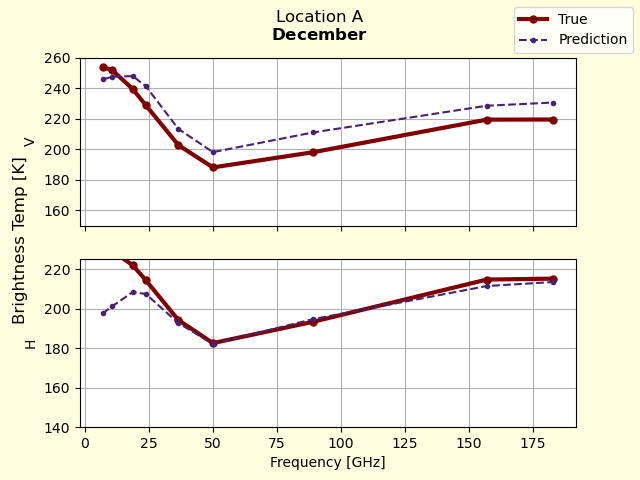 Location A
December
True
Prediction
260
240
220
200
180
160
V
Brightness Temp [K]
220
200
180
160
140
H
0 25 50 75 100 125 150 175
Frequency [GHz]